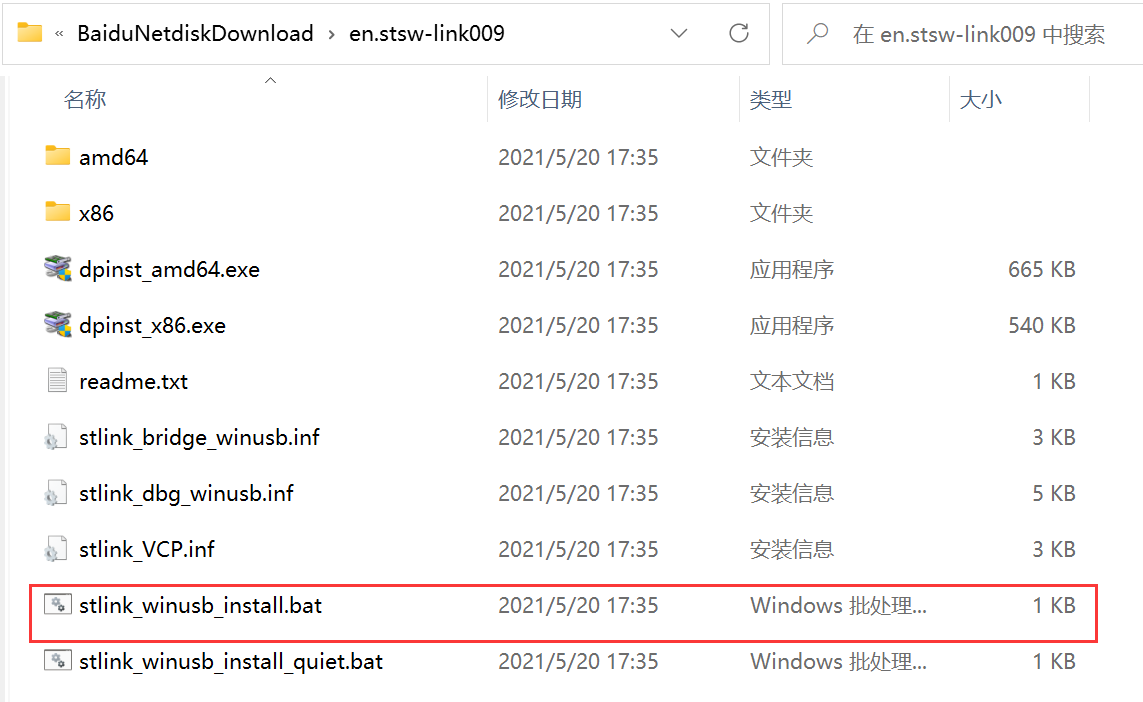 « BaiduNetdiskDownload › en.stsw-link009 在 en.stsw-link009 中搜索
名称 修改日期 类型 大小
amd64 2021/5/20 17:35 文件夹
x86 2021/5/20 17:35 文件夹
dpinst_amd64.exe 2021/5/20 17:35 应用程序 665 KB
dpinst_x86.exe 2021/5/20 17:35 应用程序 540 KB
readme.txt 2021/5/20 17:35 文本文档 1 KB
stlink_bridge_winusb.inf 2021/5/20 17:35 安装信息 3 KB
stlink_dbg_winusb.inf 2021/5/20 17:35 安装信息 5 KB
stlink_VCP.inf 2021/5/20 17:35 安装信息 3 KB
stlink_winusb_install.bat 2021/5/20 17:35 Windows 批处理... 1 KB
stlink_winusb_install_quiet.bat 2021/5/20 17:35 Windows 批处理... 1 KB